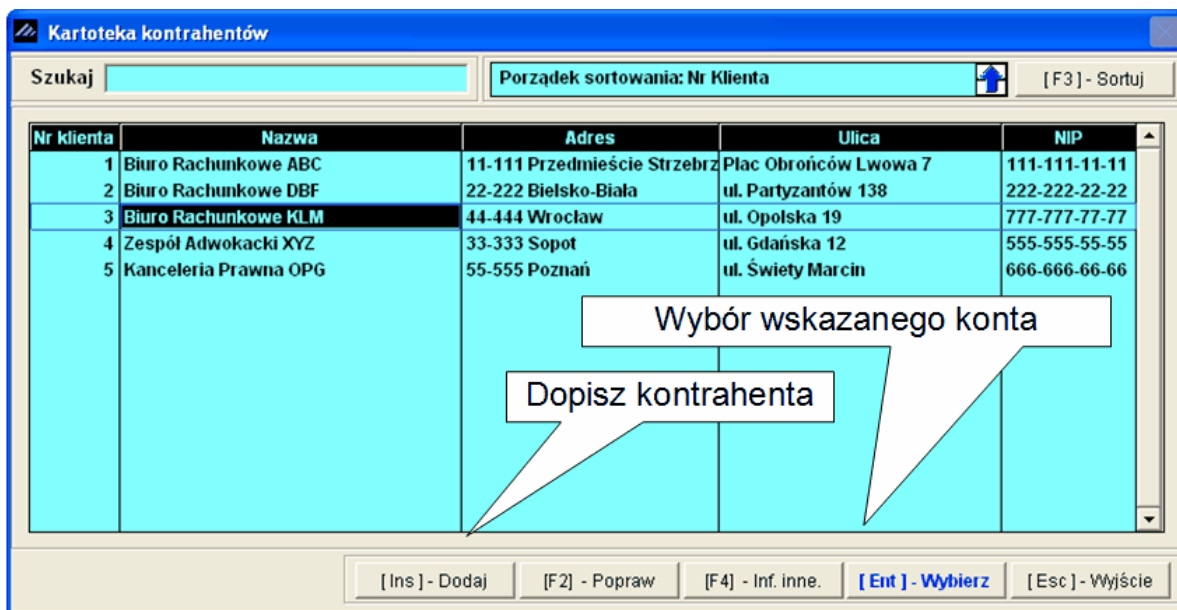 Kartoteka kontrahentów
Szukaj Porządek sortowania: Nr Klienta [ F3 ] - Sortuj
Nr klienta Nazwa Adres Ulica NIP
1 Biuro Rachunkowe ABC 11-111 Przedmieście Strzebrz Plac Obrońców Lwowa 7 111-111-11-11
2 Biuro Rachunkowe DBF 22-222 Bielsko-Biała ul. Partyzantów 138 222-222-22-22
3 Biuro Rachunkowe KLM 44-444 Wrocław ul. Opolska 19 777-777-77-77
4 Zespół Adwokacki XYZ 33-333 Sopot ul. Gdańska 12 555-555-55-55
5 Kanceleria Prawna OPG 55-555 Poznań ul. Świety Marcin 666-666-66-66
Wybór wskazanego konta
Dopisz kontrahenta
[ Ins ] - Dodaj [F2] - Popraw [F4] - Inf. inne. [ Ent ] - Wybierz [ Esc ] - Wyjście